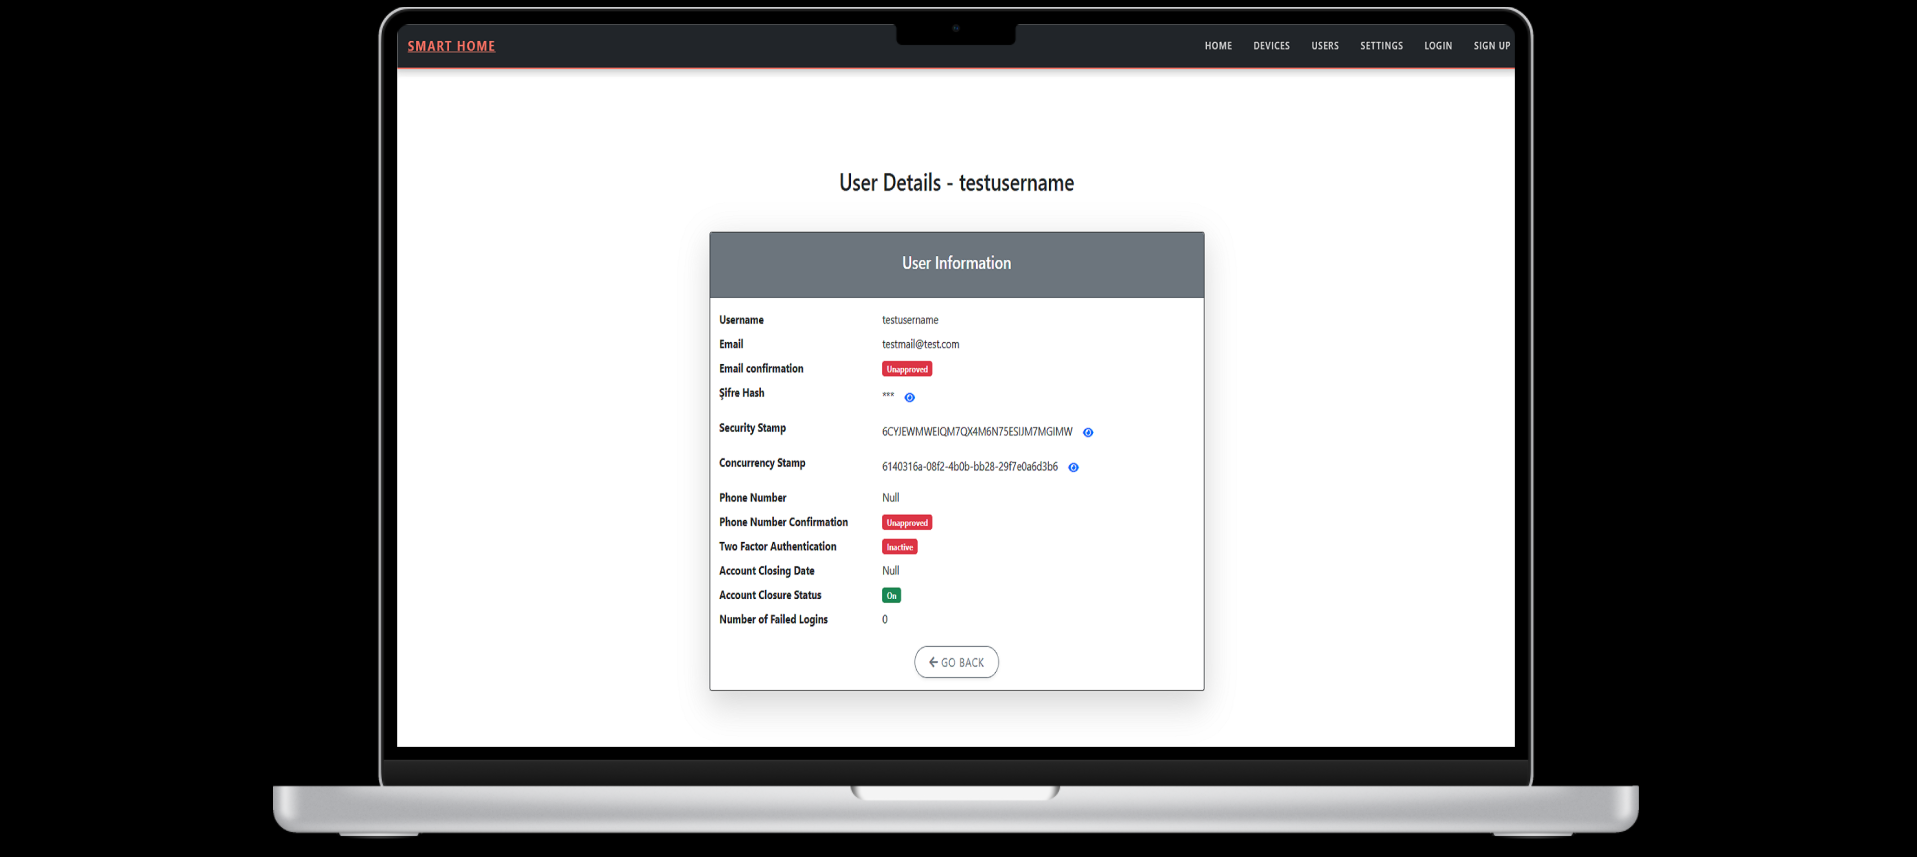 SMART HOME
HOME DEVICES USERS SETTINGS LOGIN SIGN UP
User Details - testusername
User Information
Username testusername
Email testmail@test.com
Email confirmation Unapproved
Şifre Hash ***
Security Stamp 6CYJEWMWEIQM7QX4M6N75ESIJM7MGIMW
Concurrency Stamp 6140316a-08f2-4b0b-bb28-29f7e0a6d3b6
Phone Number Null
Phone Number Confirmation Unapproved
Two Factor Authentication Inactive
Account Closing Date Null
Account Closure Status On
Number of Failed Logins 0
GO BACK